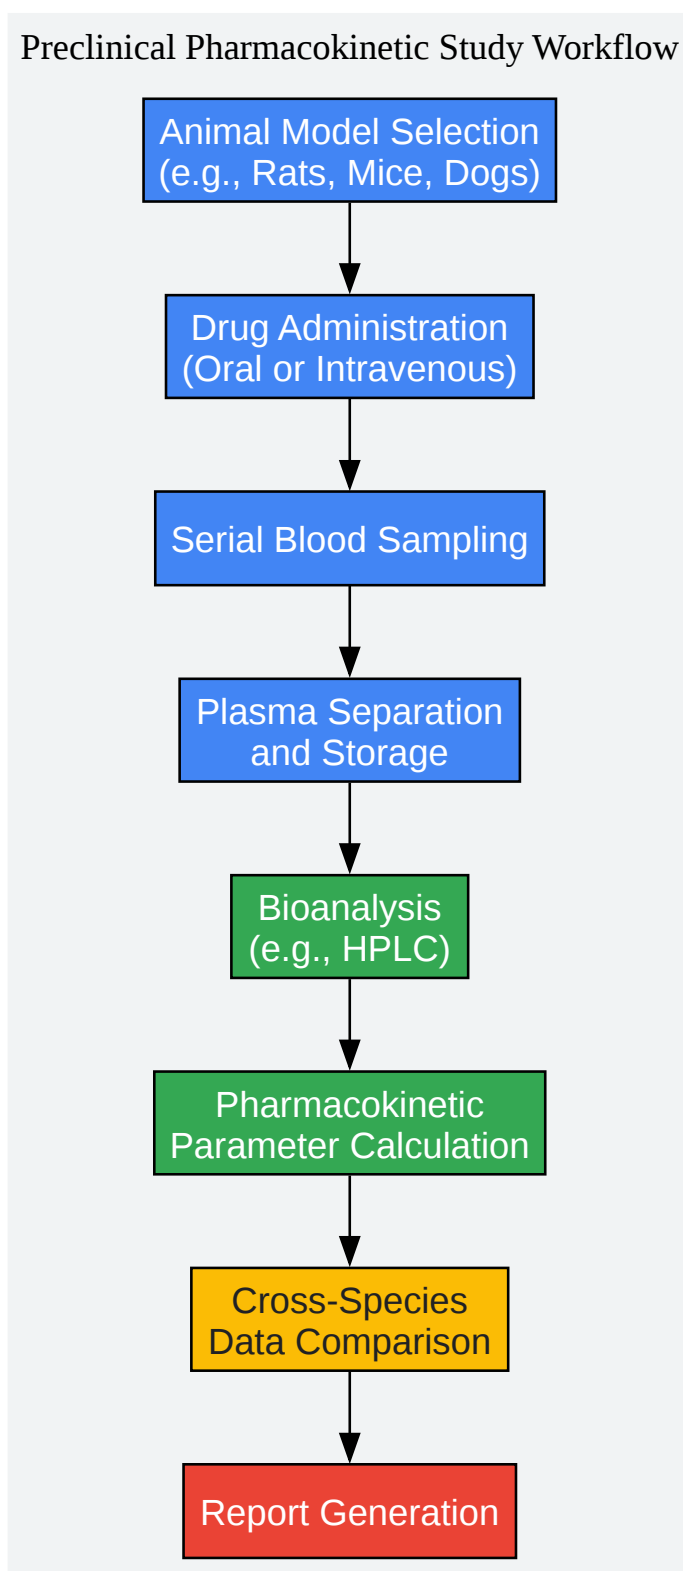 Preclinical Pharmacokinetic Study Workflow
Animal Model Selection
(e.g., Rats, Mice, Dogs)
Drug Administration
(Oral or Intravenous)
Serial Blood Sampling
Plasma Separation
and Storage
Bioanalysis
(e.g., HPLC)
Pharmacokinetic
Parameter Calculation
Cross-Species
Data Comparison
Report Generation